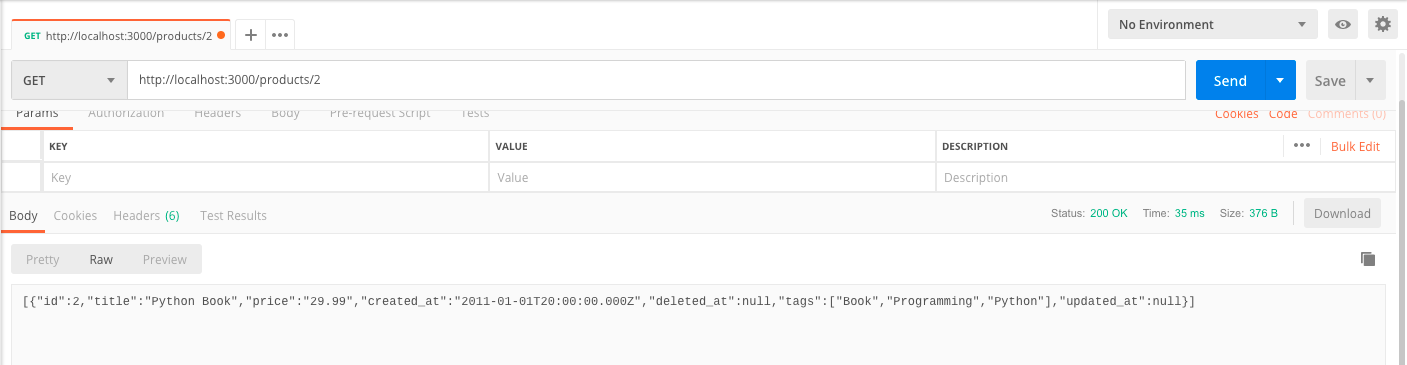 GET http://localhost:3000/products/2
No Environment
GET http://localhost:3000/products/2 Send Save
Params Authorization Headers Body Pre-request Script Tests Cookies Code Comments (0)
KEY VALUE DESCRIPTION Bulk Edit
Key Value Description
Body Cookies Headers (6) Test Results Status: 200 OK Time: 35 ms Size: 376 B Download
Pretty Raw Preview
[{"id":2,"title":"Python Book","price":"29.99","created_at":"2011-01-01T20:00:00.000Z","deleted_at":null,"tags":["Book","Programming","Python"],"updated_at":null}]